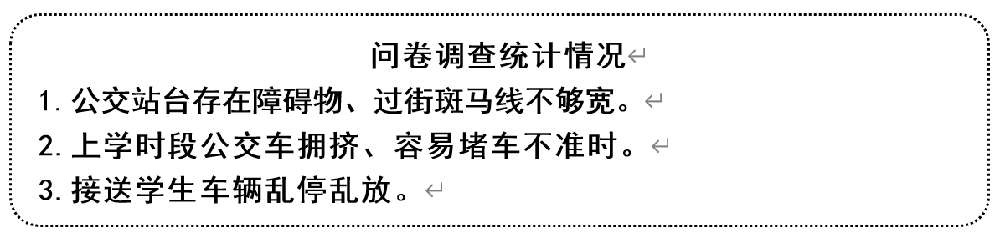 问卷调查统计情况↵
1.公交站台存在障碍物、过街斑马线不够宽。↵
2.上学时段公交车拥挤、容易堵车不准时。↵
3.接送学生车辆乱停乱放。↵